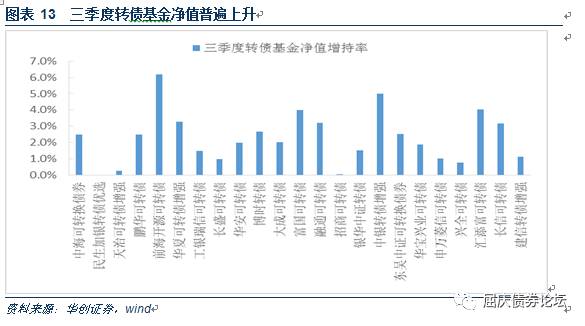 图表 13 三季度转债基金净值普遍上升
三季度转债基金净值增持率
7.0%
6.0%
5.0%
4.0%
3.0%
2.0%
1.0%
0.0%
中海可转换债券
民生加银转债优选
天治可转债增强
鹏华可转债
前海开源可转债
华夏可转债增强
工银瑞信可转债
长盛可转债
华安可转债
博时转债
大成可转债
富国可转债
融通可转债
招商可转债
银华中证转债
中银转债增强
东吴中证可转换债券
华宝兴业可转债
申万菱信可转债
兴全可转债
汇添富可转债
长信可转债
建信转债增强
资料来源：华创证券，wind
屈庆债券论坛